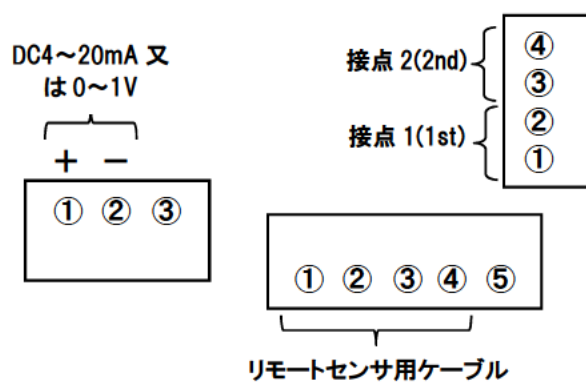 DC4～20mA 又
は 0～1V
＋ －
① ② ③
接点 2(2nd)
接点 1(1st)
④
③
②
①
① ② ③ ④ ⑤
リモートセンサ用ケーブル